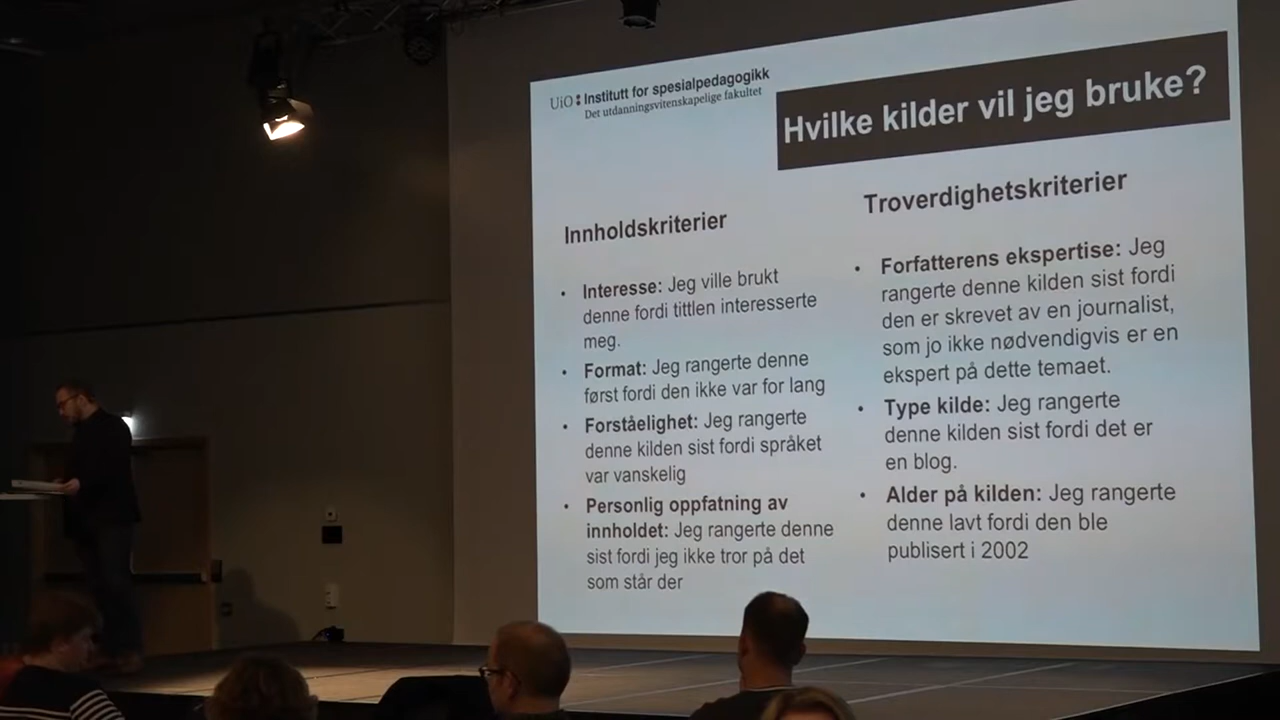 UiO Institutt for spesialpedagogikk
Det utdanningsvitenskapelige fakultet
Hvilke kilder vil jeg bruke?
Innholdskriterier
• Interesse: Jeg ville brukt
denne fordi tittlen interesserte
meg.
• Format: Jeg rangerte denne
først fordi den ikke var for lang
• Forståelighet: Jeg rangerte
denne kilden sist fordi språket
var vanskelig
• Personlig oppfatning av
innholdet: Jeg rangerte denne
sist fordi jeg ikke tror på det
som står der
Troverdighetskriterier
• Forfatterens ekspertise: Jeg
rangerte denne kilden sist fordi
den er skrevet av en journalist,
som jo ikke nødvendigvis er en
ekspert på dette temaet.
• Type kilde: Jeg rangerte
denne kilden sist fordi det er
en blog.
• Alder på kilden: Jeg rangerte
denne lavt fordi den ble
publisert i 2002